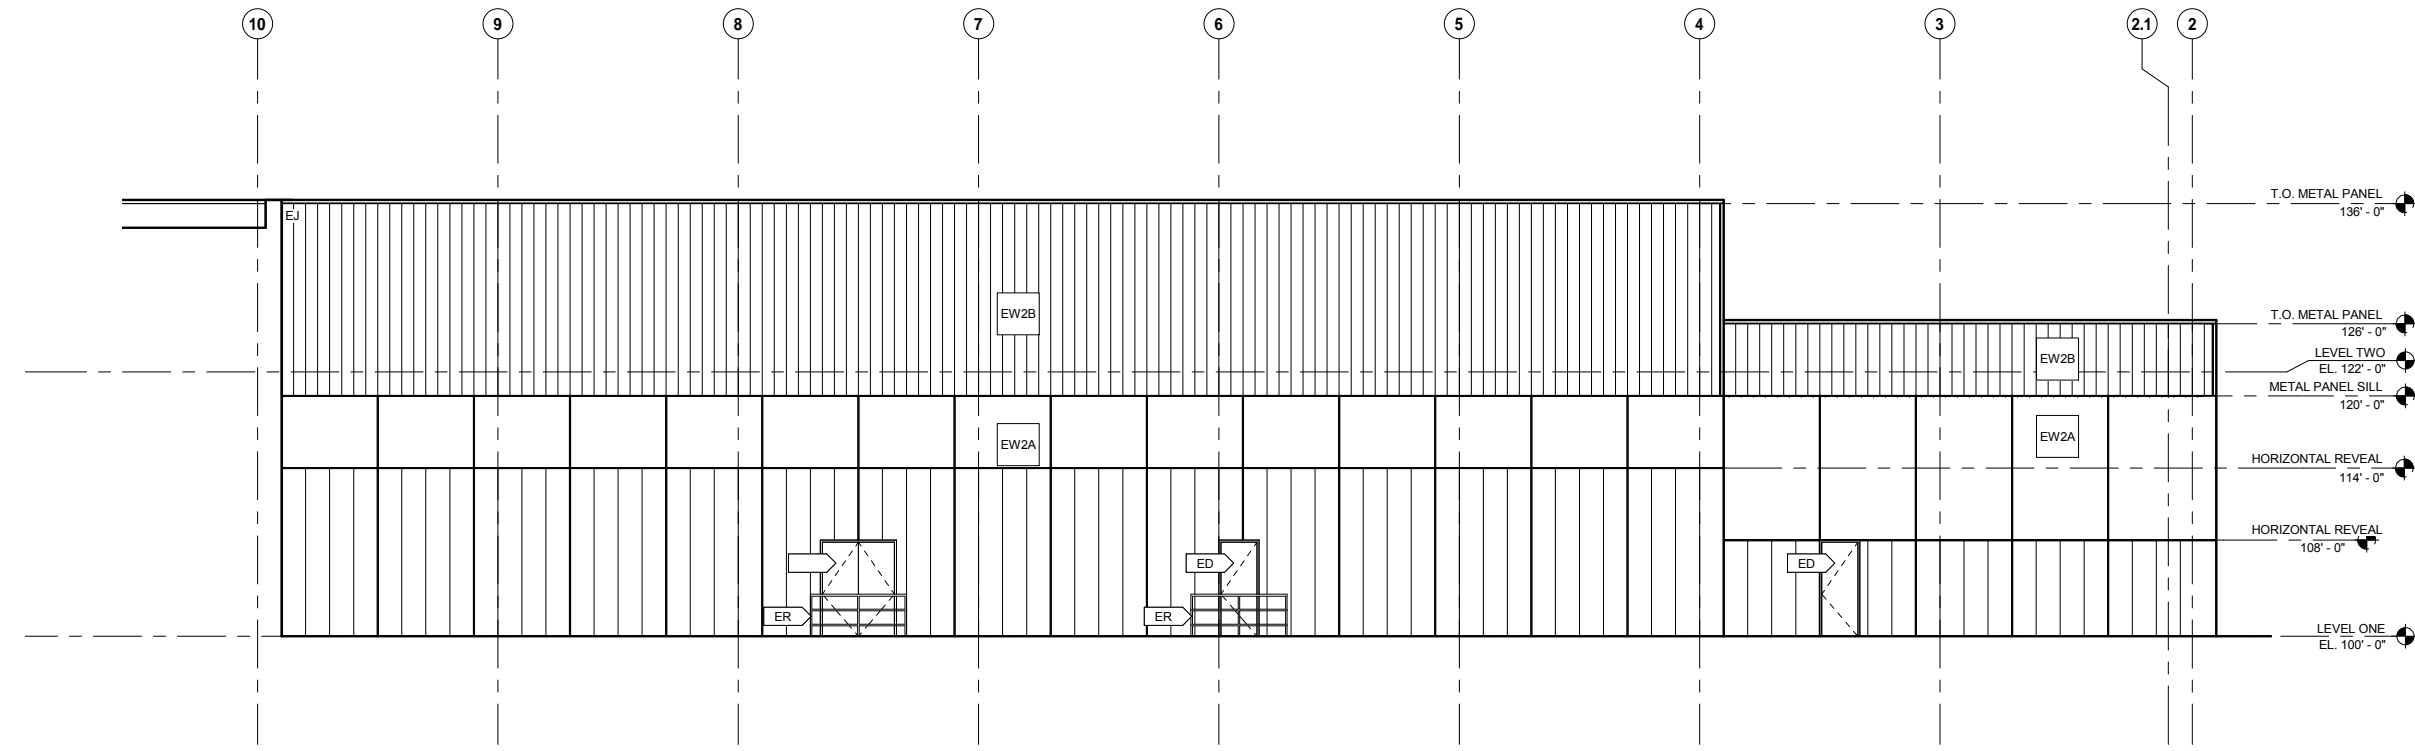 10
9
8
7
6
5
4
3
2.1
2
T.O. METAL PANEL
136' - 0"
EJ
EW2B
T.O. METAL PANEL
126' - 0"
EW2B
LEVEL TWO
EL. 122' - 0"
METAL PANEL SILL
120' - 0"
EW2A
EW2A
HORIZONTAL REVEAL
114' - 0"
HORIZONTAL REVEAL
108' - 0"
ED
ED
ER
ER
LEVEL ONE
EL. 100' - 0"